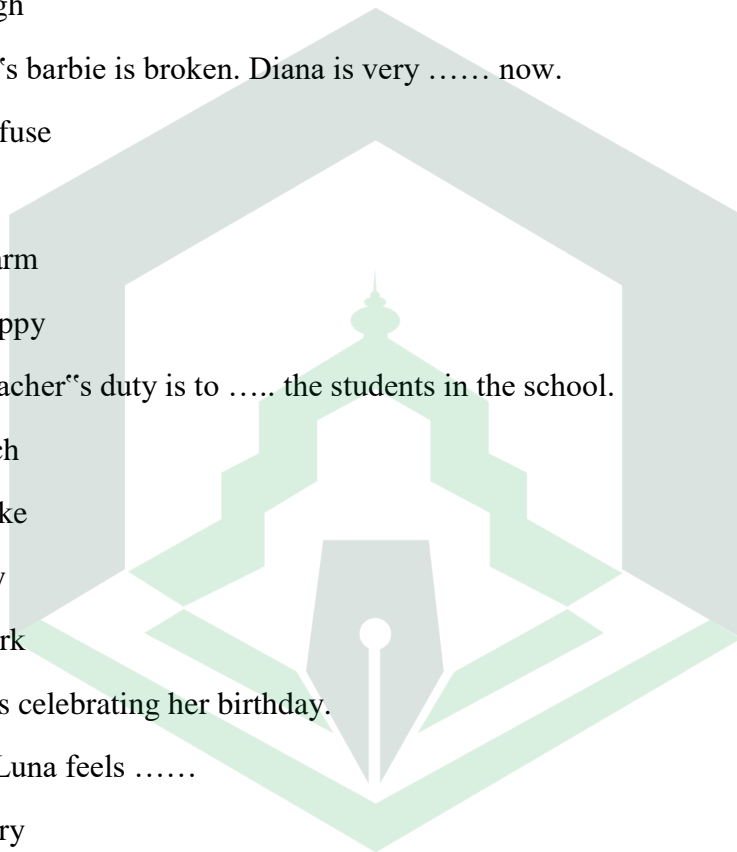 gh
‟s barbie is broken. Diana is very …… now.
fuse
arm
ppy
acher‟s duty is to ….. the students in the school.
ch
ke
y
rk
s celebrating her birthday.
Luna feels ……
ry